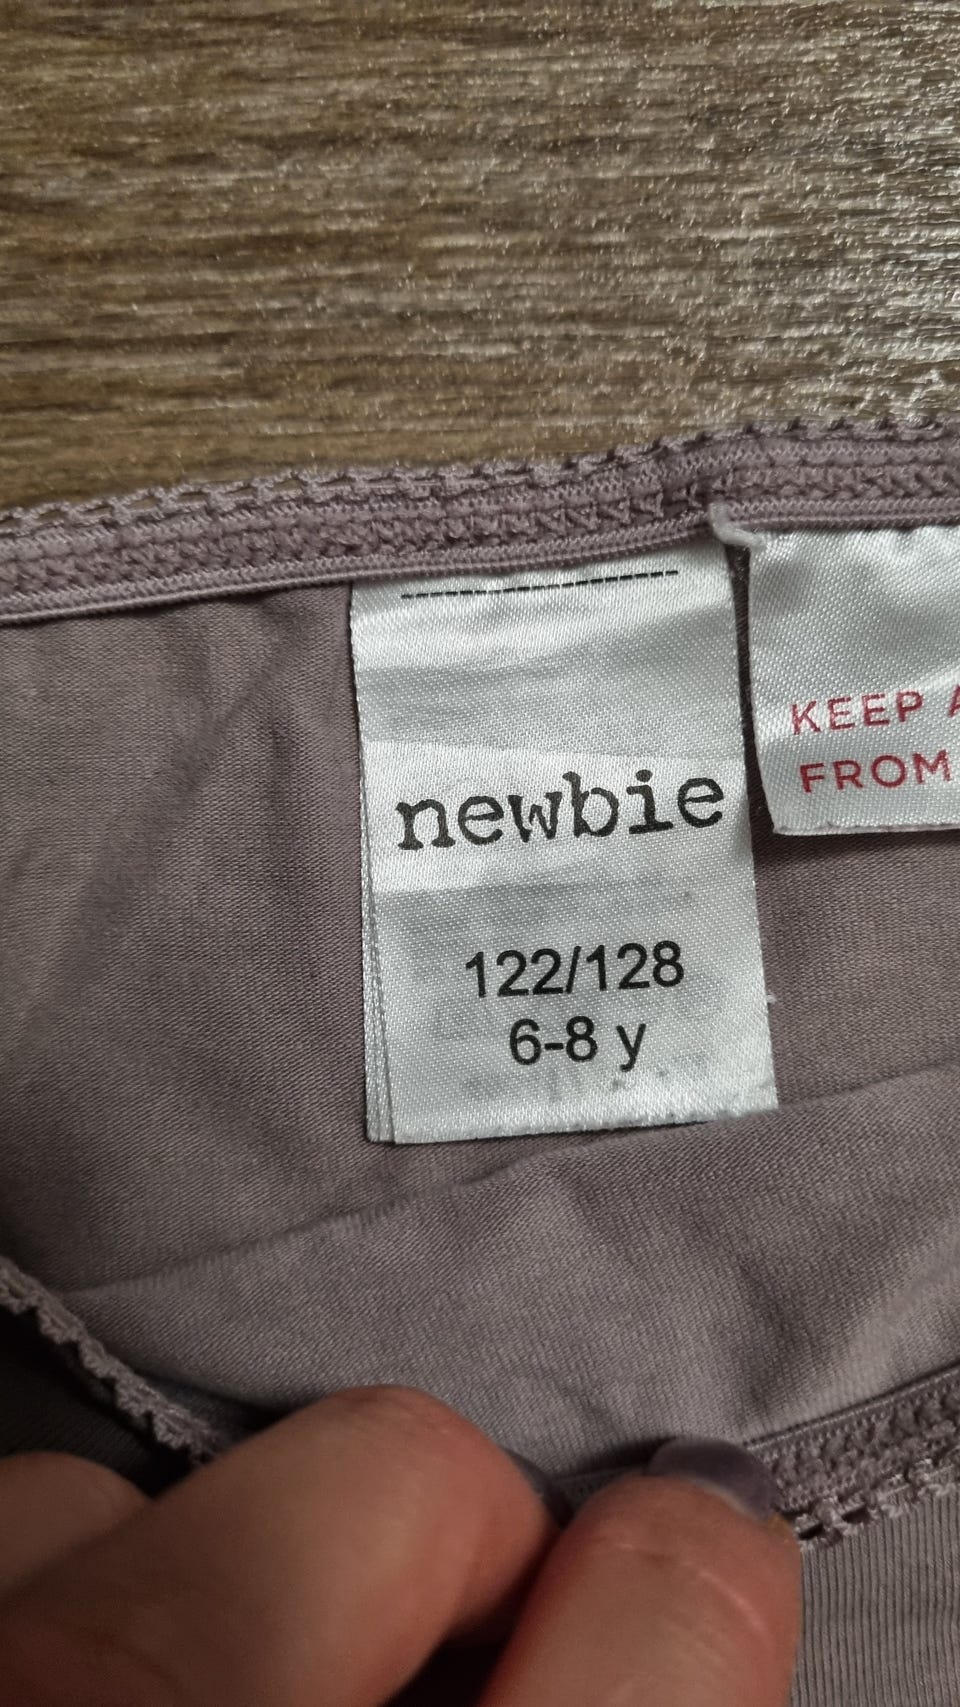 newbie
122/128
6-8 y
KEEP
FROM